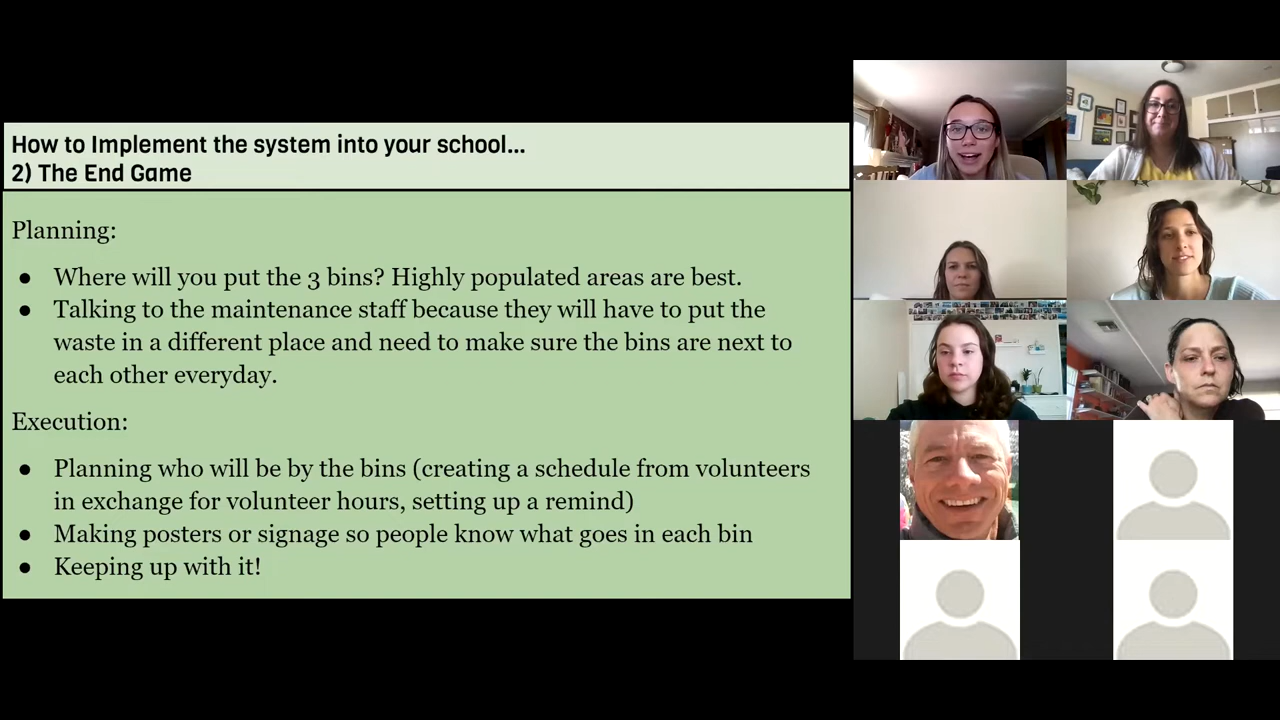 How to Implement the system into your school...
2) The End Game
Planning:
● Where will you put the 3 bins? Highly populated areas are best.
● Talking to the maintenance staff because they will have to put the
waste in a different place and need to make sure the bins are next to
each other everyday.
Execution:
● Planning who will be by the bins (creating a schedule from volunteers
in exchange for volunteer hours, setting up a remind)
● Making posters or signage so people know what goes in each bin
● Keeping up with it!